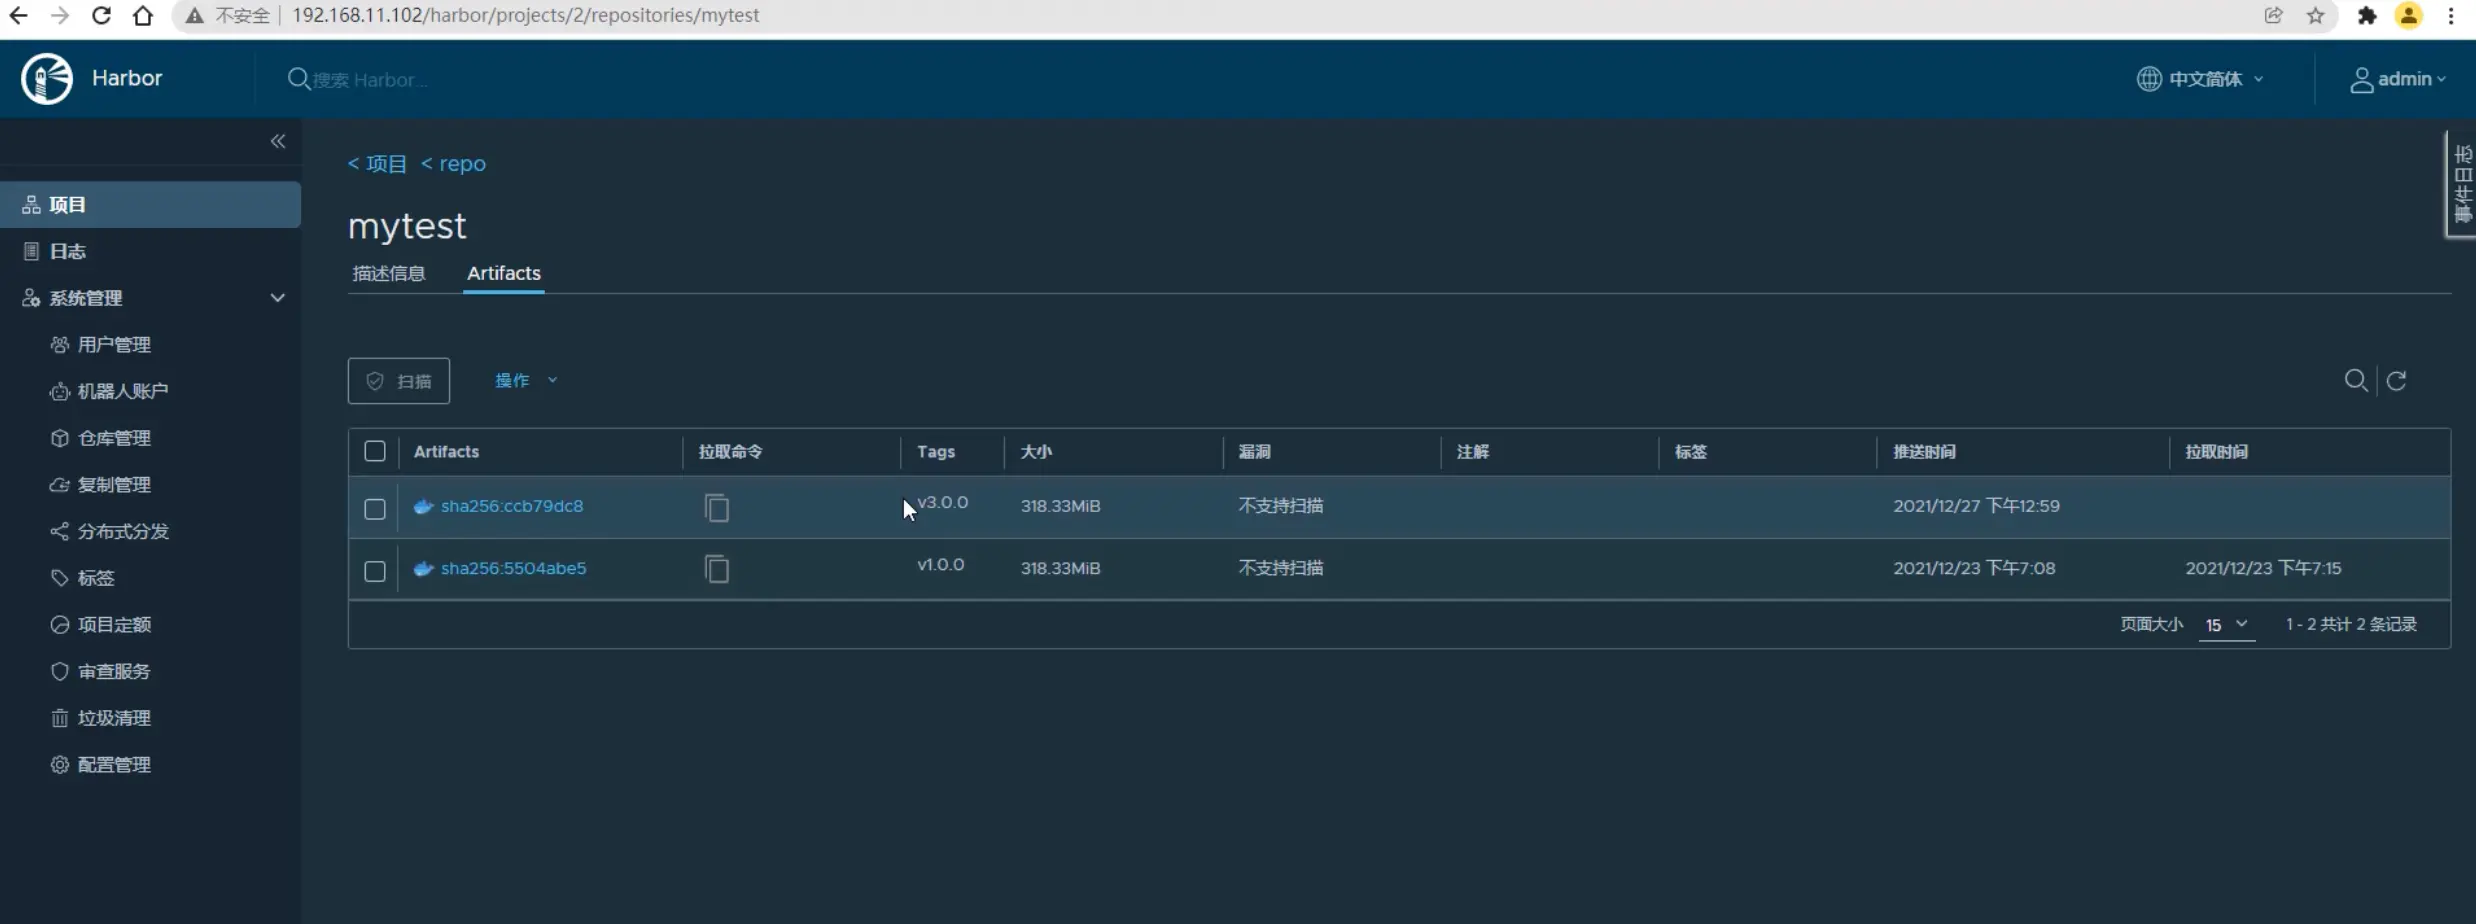 不安全 192.168.11.102/harbor/projects/2/repositories/mytest
Harbor 搜索 Harbor... 中文简体 admin
事件日志
项目
日志
系统管理
用户管理
机器人账户
仓库管理
复制管理
分布式分发
标签
项目定额
审查服务
垃圾清理
配置管理
< 项目 < repo
mytest
描述信息 Artifacts
扫描 操作
Artifacts 拉取命令 Tags 大小 漏洞 注解 标签 推送时间 拉取时间
sha256:ccb79dc8 v3.0.0 318.33MiB 不支持扫描 2021/12/27 下午12:59
sha256:5504abe5 v1.0.0 318.33MiB 不支持扫描 2021/12/23 下午7:08 2021/12/23 下午7:15
页面大小 15 1 - 2 共计 2 条记录